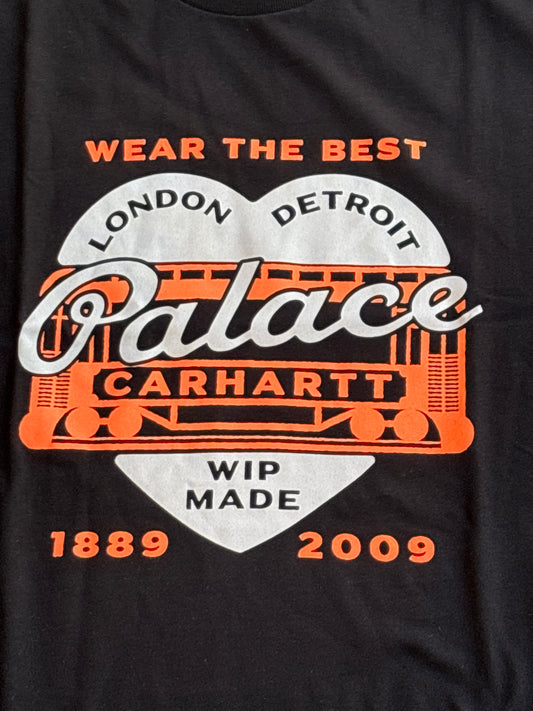 WEAR THE BEST
LONDON DETROIT
Palace
CARHARTT
WIP
MADE
1889 2009